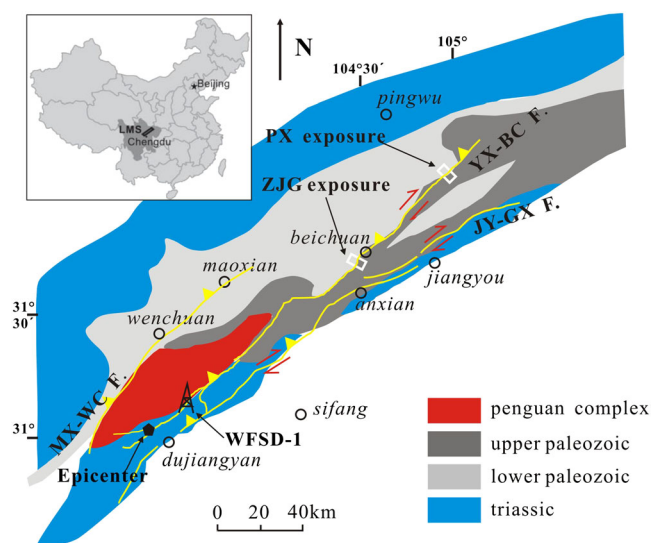 Beijing
LMS
Chengdu
N
104°30´
105°
pingwu
PX exposure
YX-BC F.
ZJG exposure
JY-GX F.
beichuan
maoxian
jiangyou
anxian
31°
30´
wenchuan
MX-WC F.
sifang
WFSD-1
31°
Epicenter
dujiangyan
0 20 40km
penguan complex
upper paleozoic
lower paleozoic
triassic